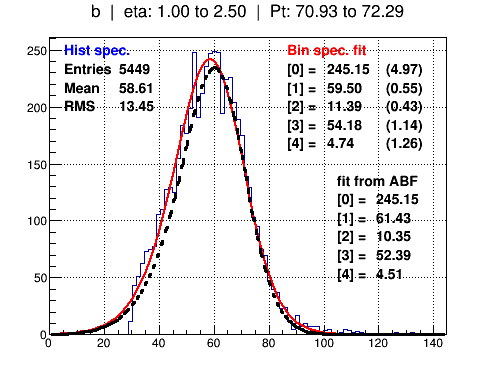 b | eta: 1.00 to 2.50 | Pt: 70.93 to 72.29
Hist spec.
Entries 5449
Mean 58.61
RMS 13.45
Bin spec. fit
[0] = 245.15 (4.97)
[1] = 59.50 (0.55)
[2] = 11.39 (0.43)
[3] = 54.18 (1.14)
[4] = 4.74 (1.26)
fit from ABF
[0] = 245.15
[1] = 61.43
[2] = 10.35
[3] = 52.39
[4] = 4.51
250
200
150
100
50
0
0 20 40 60 80 100 120 140